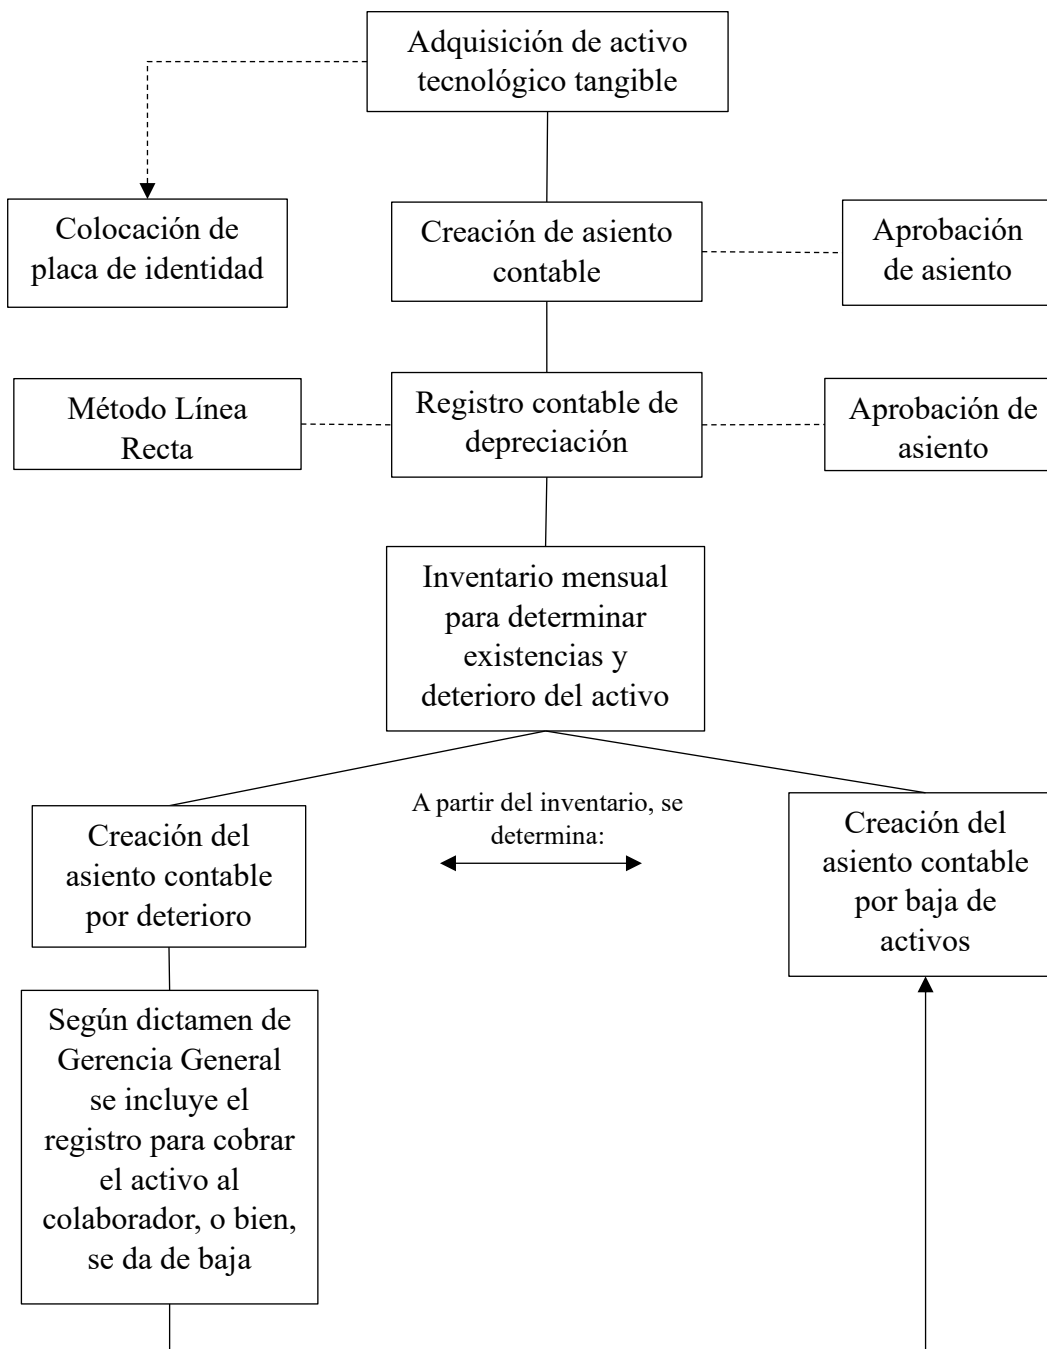 Adquisición de activo
tecnológico tangible
Colocación de
placa de identidad
Creación de asiento
contable
Aprobación
de asiento
Método Línea
Recta
Registro contable de
depreciación
Aprobación de
asiento
Inventario mensual
para determinar
existencias y
deterioro del activo
A partir del inventario, se
determina:
Creación del
asiento contable
por deterioro
Creación del
asiento contable
por baja de
activos
Según dictamen de
Gerencia General
se incluye el
registro para cobrar
el activo al
colaborador, o bien,
se da de baja